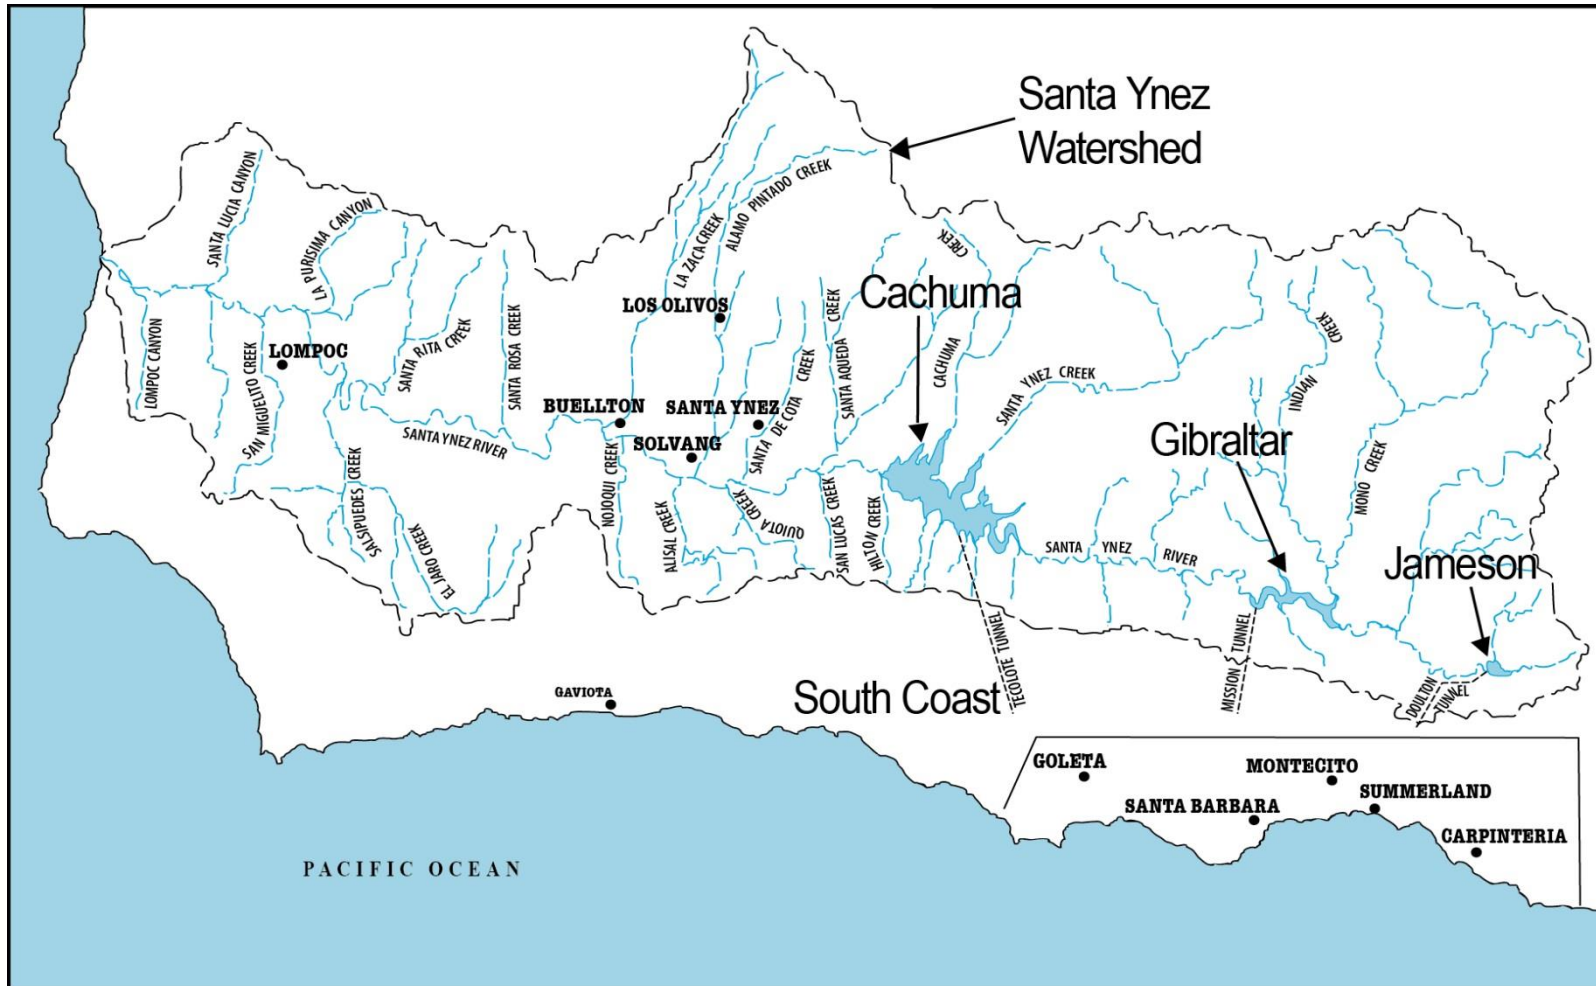 Santa Ynez
Watershed
SANTA LUCIA CANYON
LA PURISIMA CANYON
LA ZACA CREEK
ALAMO PINTADO CREEK
CREEK
CACHUMA
Cachuma
LOS OLIVOS
LOMPOC CANYON
SAN MIGUELITO CREEK
LOMPOC
SANTA RITA CREEK
SANTA ROSA CREEK
SANTA AQUEDA CREEK
SANTA YNEZ CREEK
INDIAN
CREEK
BUELLTON
SANTA YNEZ
SANTA DE COTA CREEK
SANTA YNEZ RIVER
SOLVANG
Gibraltar
MONO CREEK
SALSIPUEDES CREEK
EL JARO CREEK
NOJOQUI CREEK
ALISAL CREEK
QUIOTA CREEK
SAN LUCAS CREEK
HILTON CREEK
SANTA YNEZ RIVER
Jameson
TECOLOTE TUNNEL
MISSION TUNNEL
DOULTON
TUNNEL
GAVIOTA
South Coast
GOLETA
MONTECITO
SANTA BARBARA
SUMMERLAND
CARPINTERIA
PACIFIC OCEAN